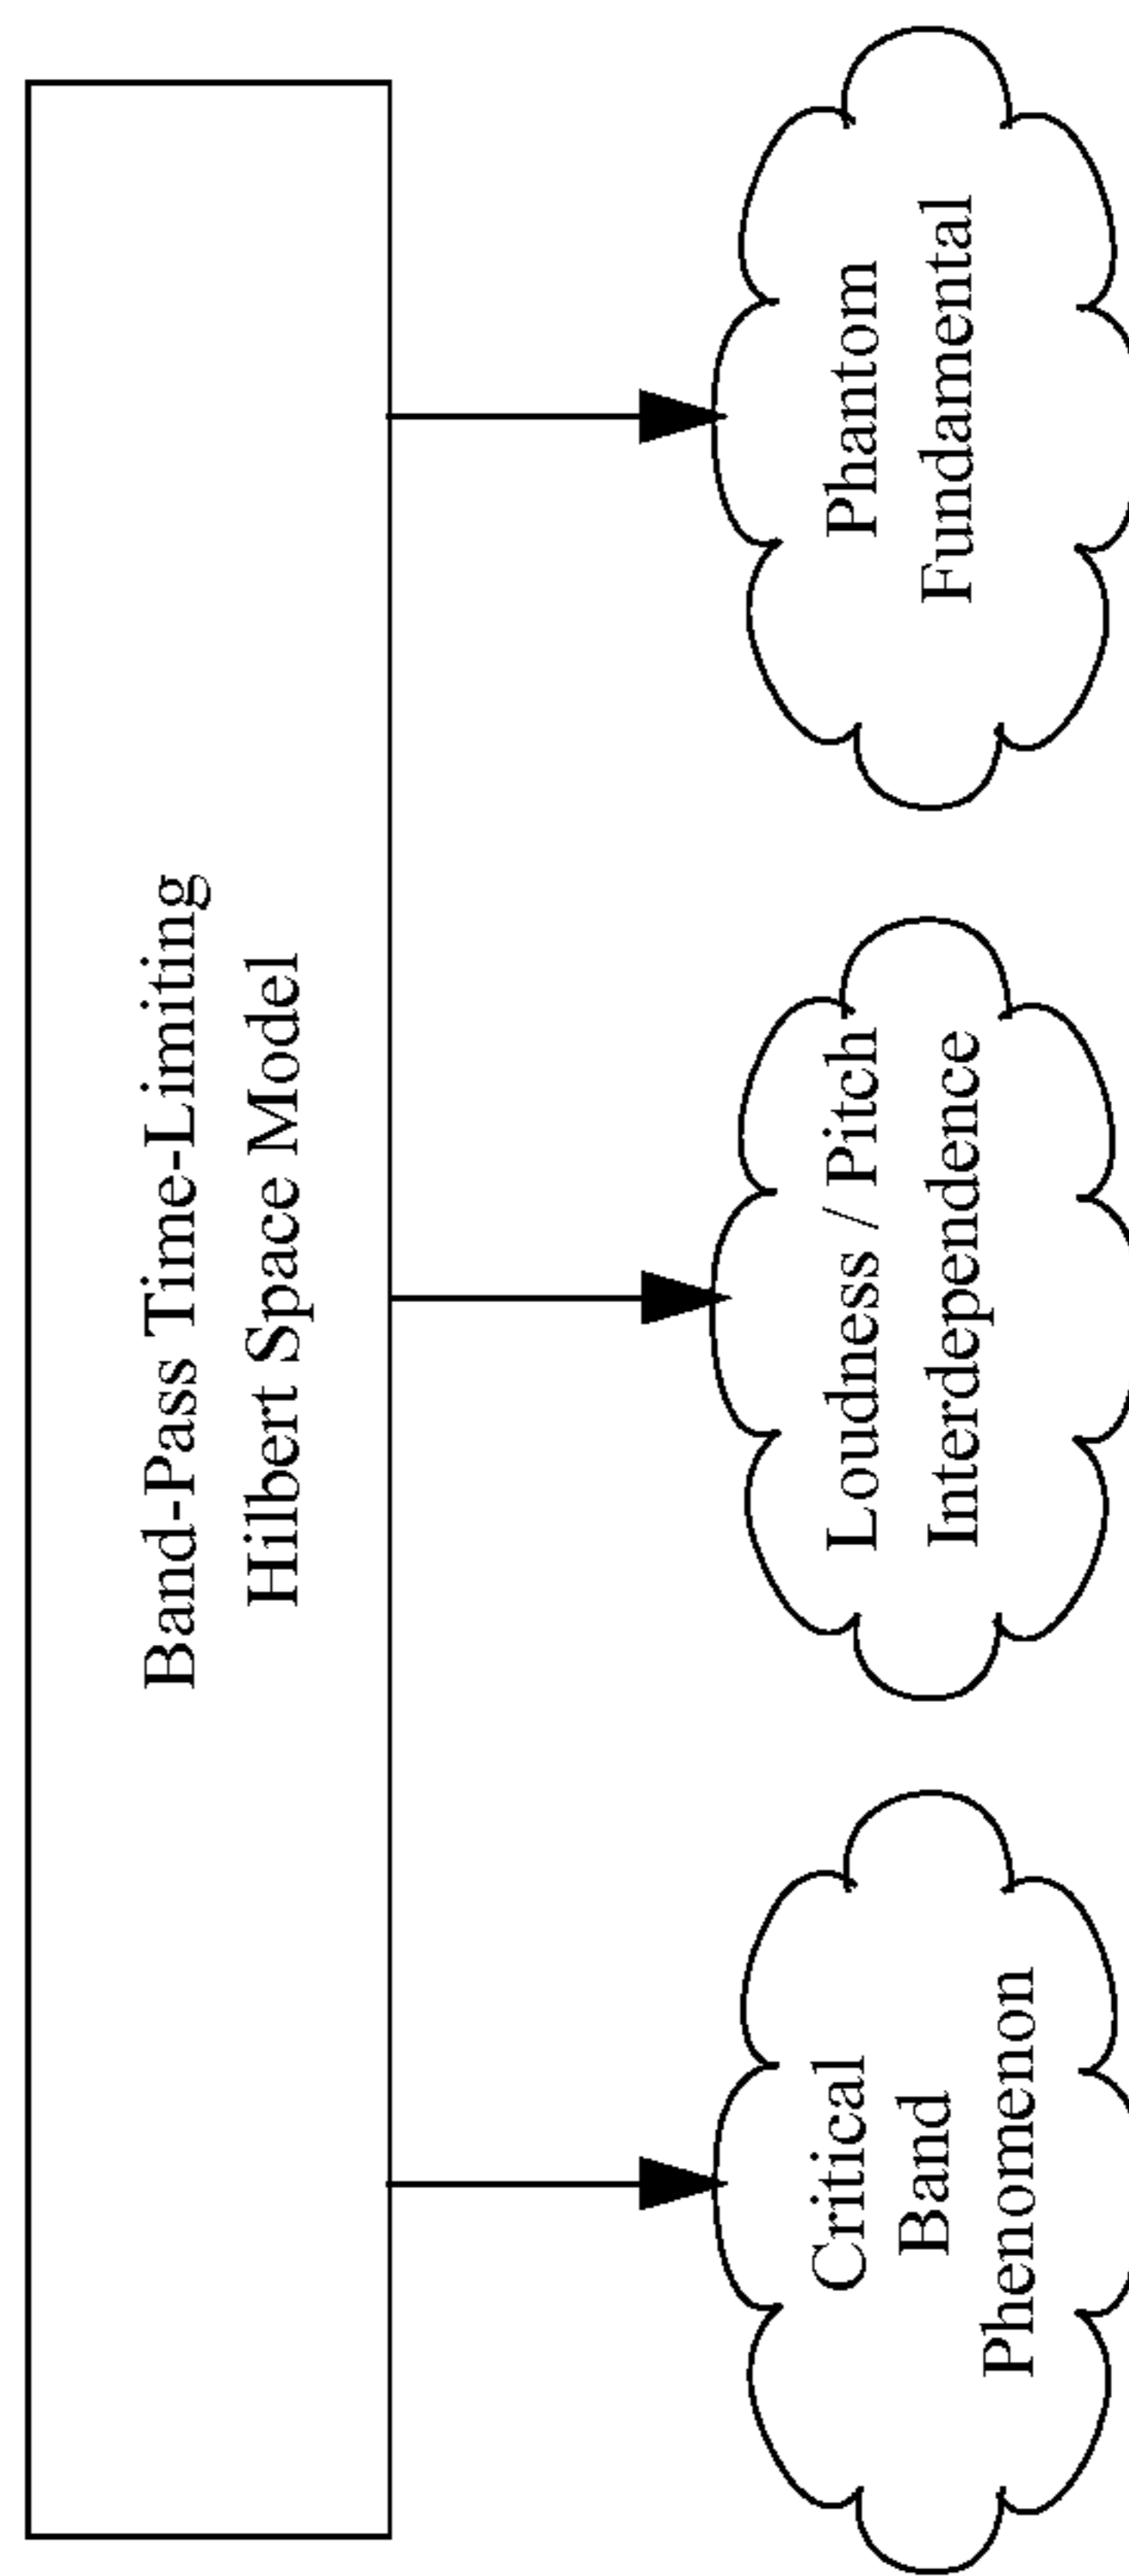 Band-Pass Time-Limiting
Hilbert Space Model
Critical
Band
Phenomenon
Loudness / Pitch
Interdependence
Phantom
Fundamental